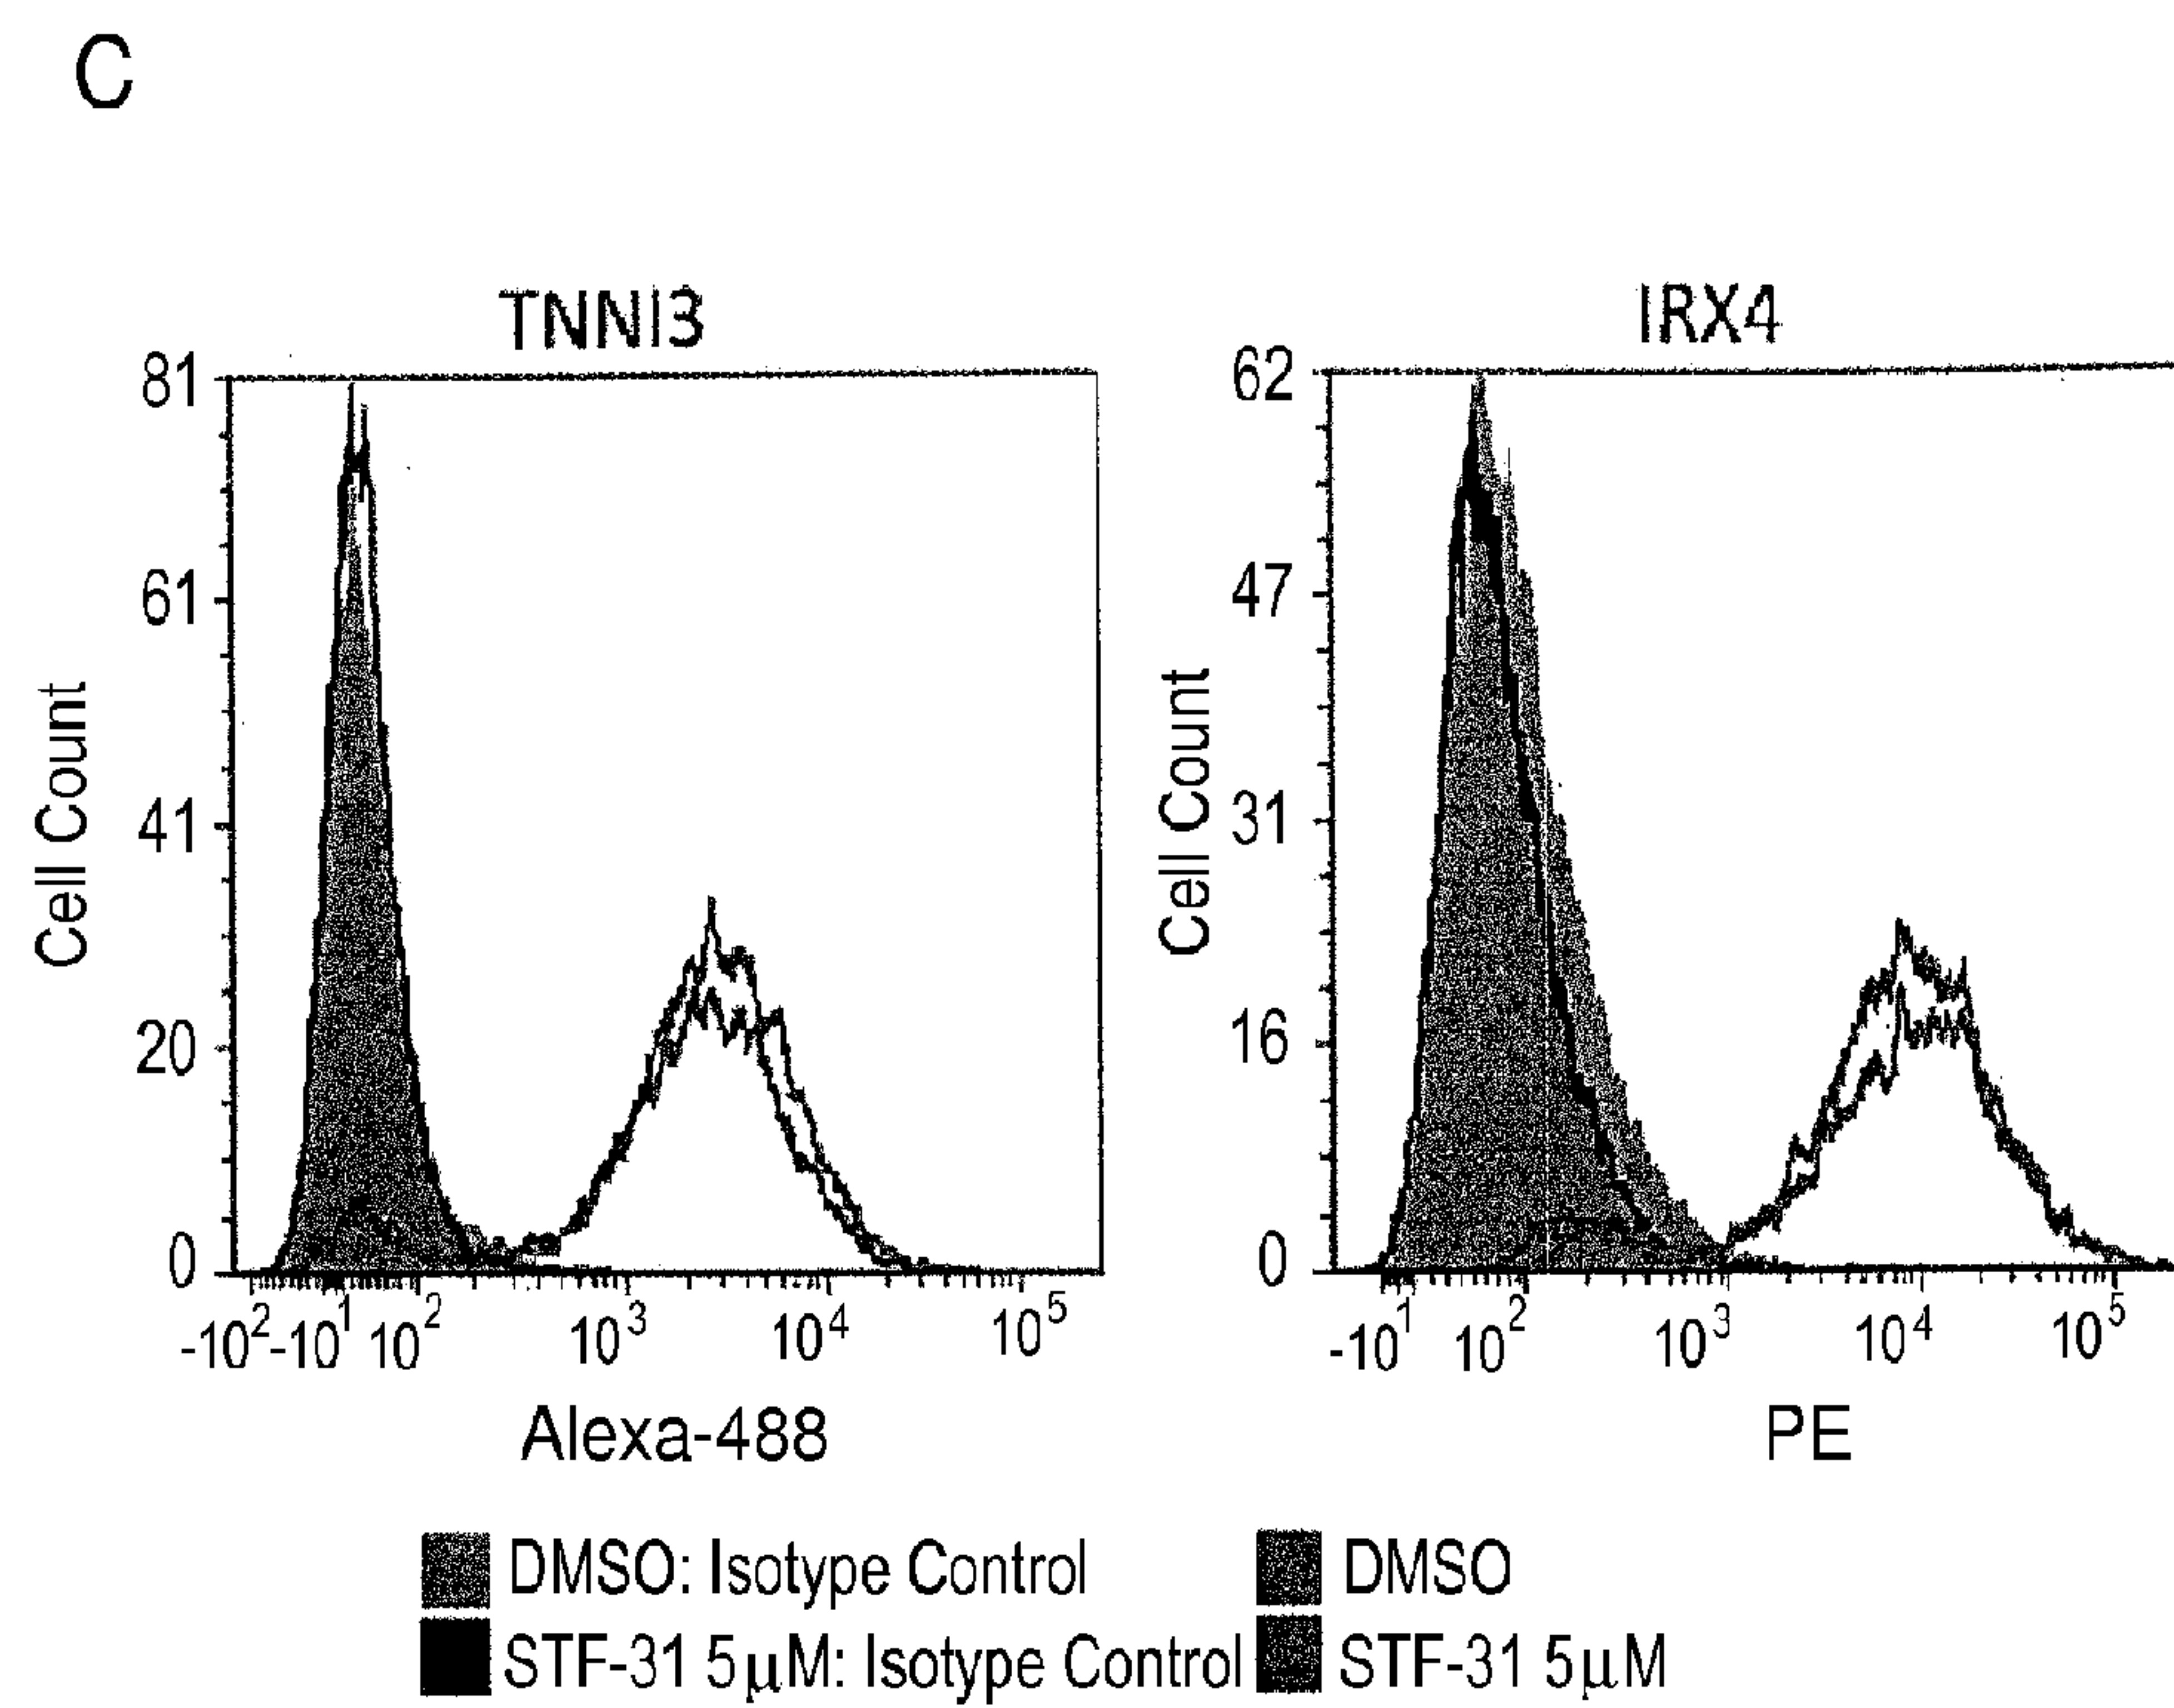 C
TNNI3
IRX4
81
61
41
20
0
Cell Count
-10² -10¹ 10² 10³ 10⁴ 10⁵
Alexa-488
62
47
31
16
0
Cell Count
-10¹ 10² 10³ 10⁴ 10⁵
PE
DMSO: Isotype Control DMSO
STF-31 5μM: Isotype Control STF-31 5μM